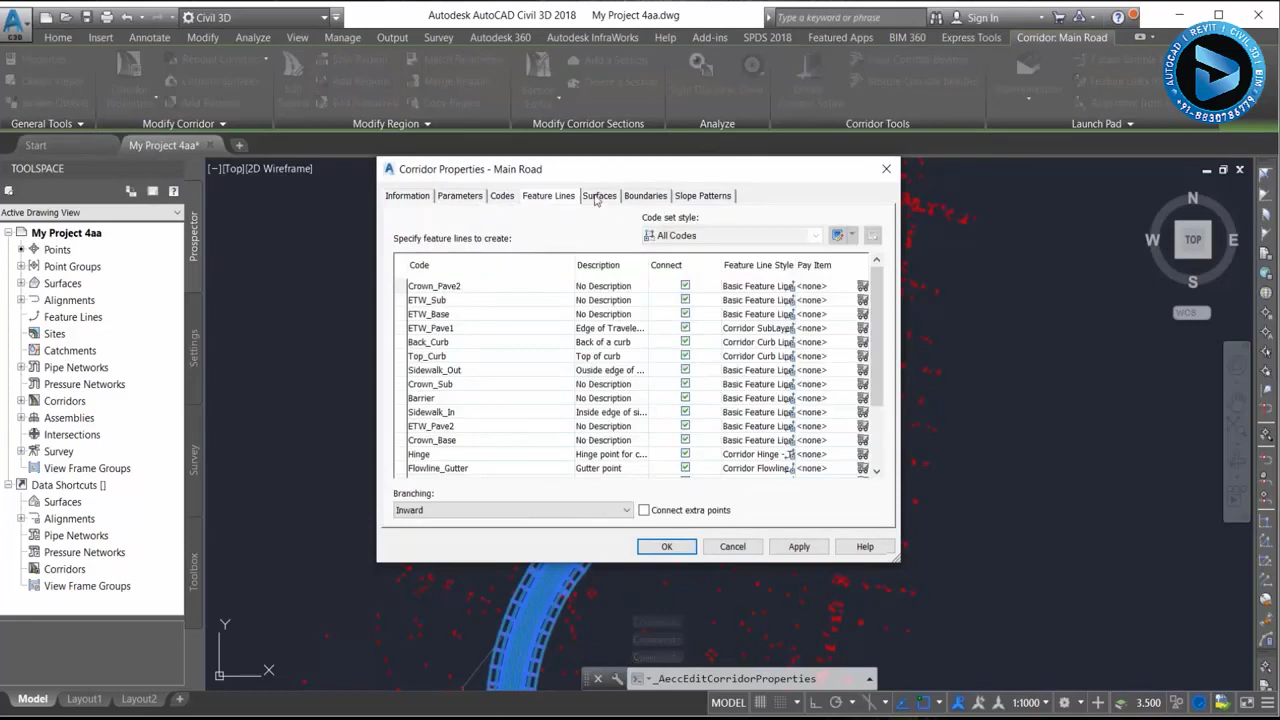 Civil 3D
Autodesk AutoCAD Civil 3D 2018 My Project 4aa.dwg
Type a keyword or phrase
Sign In
C3D
Home Insert Annotate Modify Analyze View Manage Output Survey Autodesk 360 Autodesk InfraWorks Help Add-ins SPDS 2018 Featured Apps BIM 360 Express Tools Corridor: Main Road
AUTOCAD | REVIT | CIVIL 3D
+91-8830786779
General Tools Modify Corridor Modify Region Modify Corridor Sections Analyze Corridor Tools Launch Pad
Start My Project 4aa*
TOOLSPACE
Active Drawing View
My Project 4aa
Points
Point Groups
Surfaces
Alignments
Feature Lines
Sites
Catchments
Pipe Networks
Pressure Networks
Corridors
Assemblies
Intersections
Survey
View Frame Groups
Data Shortcuts []
Surfaces
Alignments
Pipe Networks
Pressure Networks
Corridors
View Frame Groups
Prospector
Settings
Survey
Toolbox
[−][Top][2D Wireframe]
Corridor Properties - Main Road
Information Parameters Codes Feature Lines Surfaces Boundaries Slope Patterns
Code set style:
Specify feature lines to create:
All Codes
Code Description Connect Feature Line Style Pay Item
Crown_Pave2 No Description Basic Feature Line <none>
ETW_Sub No Description Basic Feature Line <none>
ETW_Base No Description Basic Feature Line <none>
ETW_Pave1 Edge of Travele... Corridor SubLaye <none>
Back_Curb Back of a curb Corridor Curb Line <none>
Top_Curb Top of curb Corridor Curb Line <none>
Sidewalk_Out Ouside edge of ... Basic Feature Line <none>
Crown_Sub No Description Basic Feature Line <none>
Barrier No Description Basic Feature Line <none>
Sidewalk_In Inside edge of si... Basic Feature Line <none>
ETW_Pave2 No Description Basic Feature Line <none>
Crown_Base No Description Basic Feature Line <none>
Hinge Hinge point for c... Corridor Hinge - <none>
Flowline_Gutter Gutter point Corridor Flowline <none>
Branching:
Inward
Connect extra points
OK Cancel Apply Help
N
W TOP E
S
WCS
Y
X
_AeccEditCorridorProperties
Model Layout1 Layout2 +
MODEL 1:1000 3.500